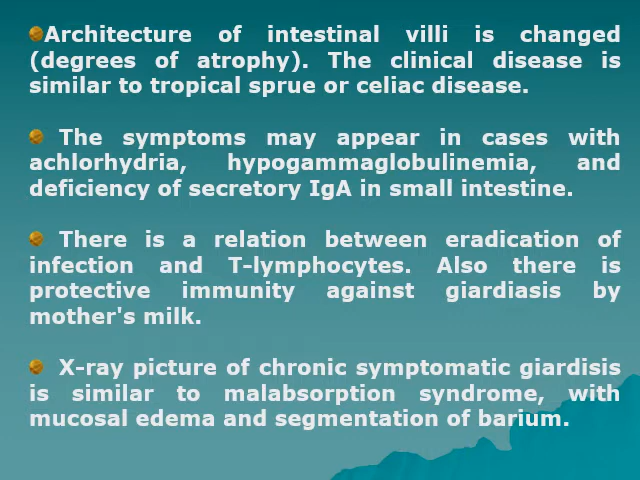 Architecture of intestinal villi is changed
(degrees of atrophy). The clinical disease is
similar to tropical sprue or celiac disease.
The symptoms may appear in cases with
achlorhydria, hypogammaglobulinemia, and
deficiency of secretory IgA in small intestine.
There is a relation between eradication of
infection and T-lymphocytes. Also there is
protective immunity against giardiasis by
mother's milk.
X-ray picture of chronic symptomatic giardisis
is similar to malabsorption syndrome, with
mucosal edema and segmentation of barium.